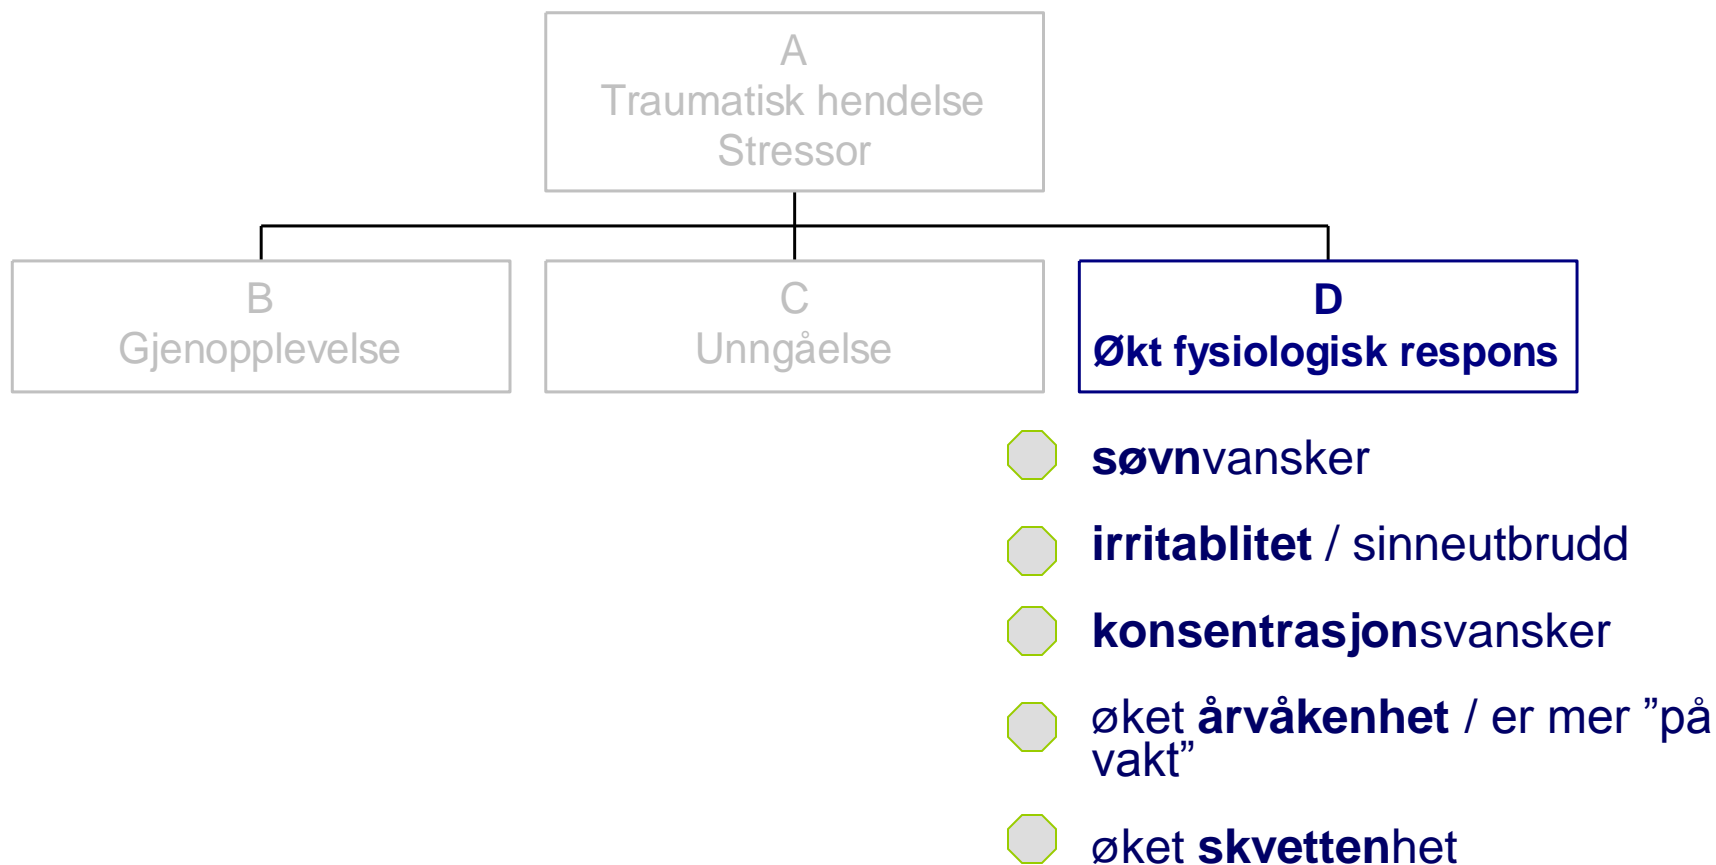 A
Traumatisk hendelse
Stressor
B
Gjenopplevelse
C
Unngåelse
D
Økt fysiologisk respons
søvnvansker
irritablitet / sinneutbrudd
konsentrasjonsvansker
øket årvåkenhet / er mer ”på
vakt”
øket skvettenhet